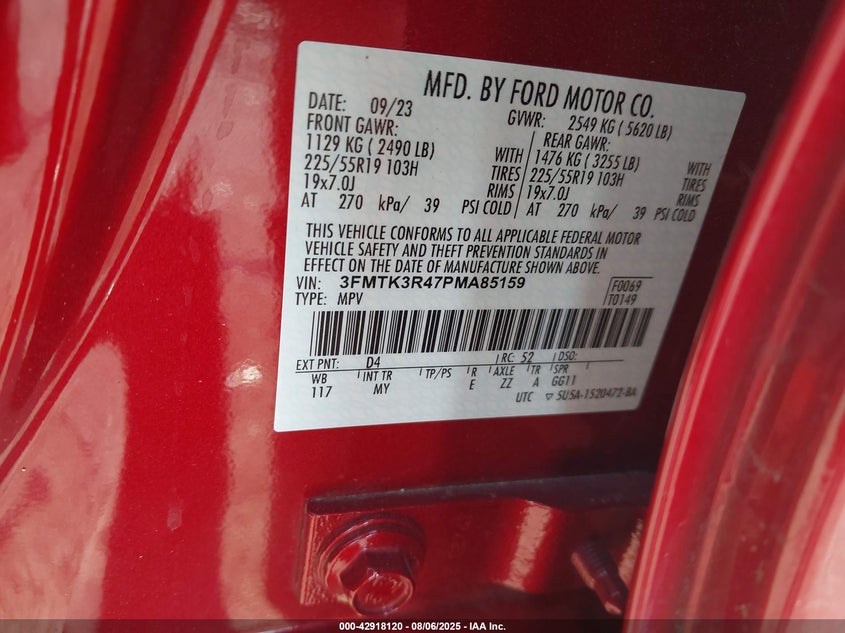 MFD. BY FORD MOTOR CO.
DATE: 09/23 GVWR: 2549 KG ( 5620 LB)
FRONT GAWR: REAR GAWR:
1129 KG ( 2490 LB) WITH 1476 KG ( 3255 LB) WITH
225/55R19 103H TIRES 225/55R19 103H TIRES
19x7.0J RIMS 19x7.0J RIMS
AT 270 kPa/ 39 PSI COLD AT 270 kPa/ 39 PSI COLD
THIS VEHICLE CONFORMS TO ALL APPLICABLE FEDERAL MOTOR
VEHICLE SAFETY AND THEFT PREVENTION STANDARDS IN
EFFECT ON THE DATE OF MANUFACTURE SHOWN ABOVE.
VIN: 3FMTK3R47PMA85159 F0069
TYPE: MPV T0149
EXT PNT: D4 RC: 52 DSO:
WB INT TR TP/PS R AXLE TR SPR
117 MY E ZZ A GG11
UTC ▽ 5U5A-1520472-BA
000-42918120 - 08/06/2025 - IAA Inc.